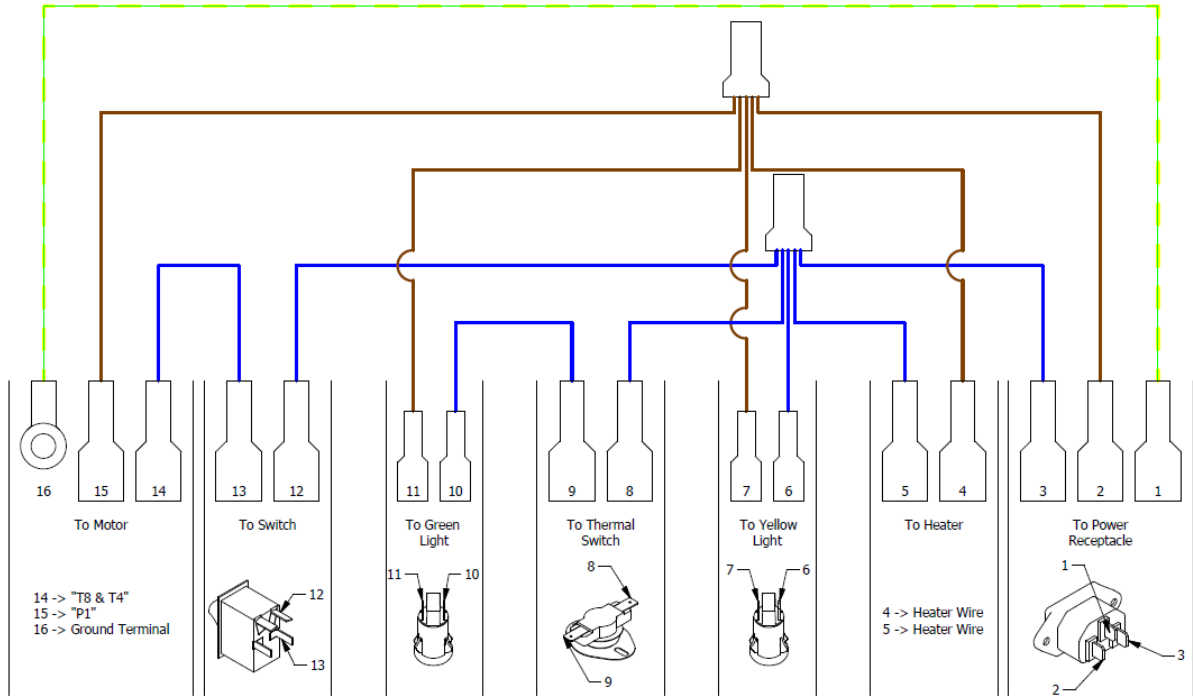 16
15
14
13
12
11
10
9
8
7
6
5
4
3
2
1
To Motor
To Switch
To Green
Light
To Thermal
Switch
To Yellow
Light
To Heater
To Power
Receptacle
14 -> "T8 & T4"
15 -> "P1"
16 -> Ground Terminal
12
13
11
10
8
9
7
6
4 -> Heater Wire
5 -> Heater Wire
1
2
3